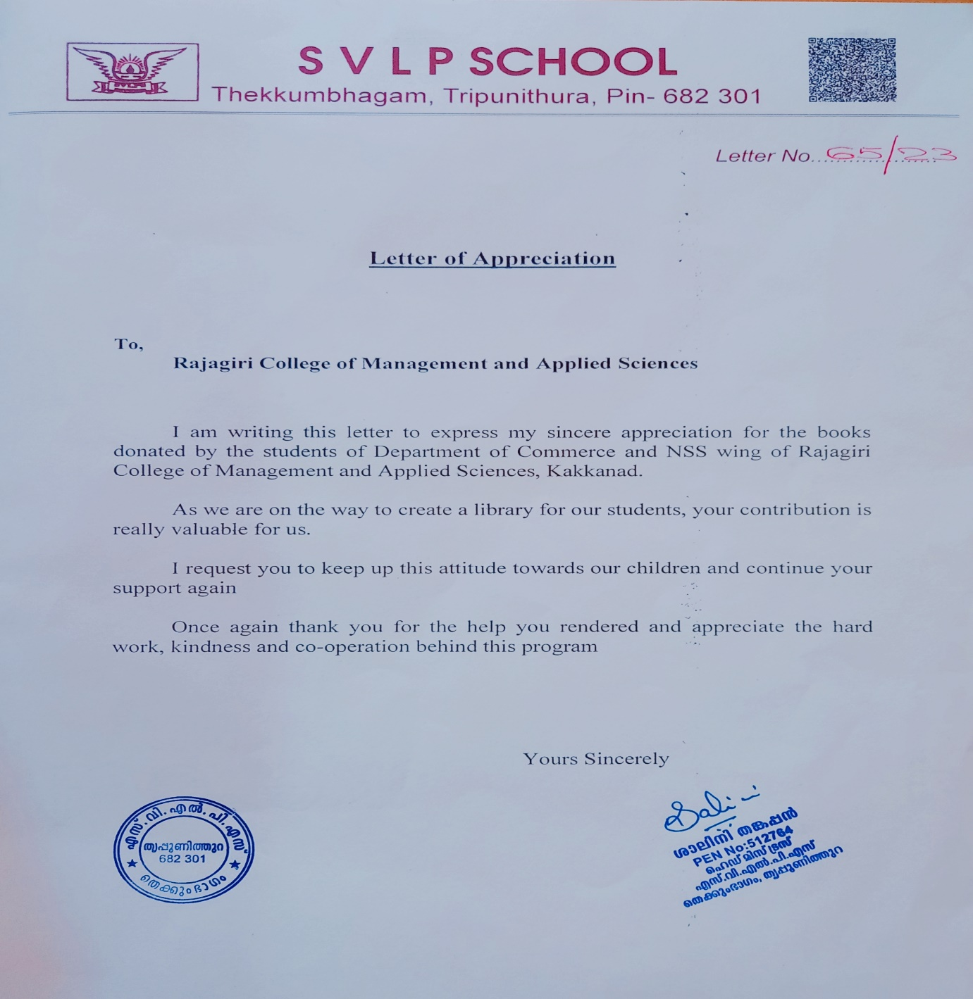 S V L P SCHOOL
Thekkumbhagam, Tripunithura, Pin- 682 301
Letter No. 65/23
Letter of Appreciation
To,
Rajagiri College of Management and Applied Sciences
I am writing this letter to express my sincere appreciation for the books
donated by the students of Department of Commerce and NSS wing of Rajagiri
College of Management and Applied Sciences, Kakkanad.
As we are on the way to create a library for our students, your contribution is
really valuable for us.
I request you to keep up this attitude towards our children and continue your
support again
Once again thank you for the help you rendered and appreciate the hard
work, kindness and co-operation behind this program
Yours Sincerely
എസ്.വി.എൽ.പി.എസ്
തൃപ്പൂണിത്തുറ
682 301
തെക്കുംഭാഗം
Salini
ശാലിനി തങ്കപ്പൻ
PEN No:512764
ഹെഡ്മിസ്ട്രസ്
എസ്.വി.എൽ.പി.എസ്
തെക്കുംഭാഗം, തൃപ്പൂണിത്തുറ